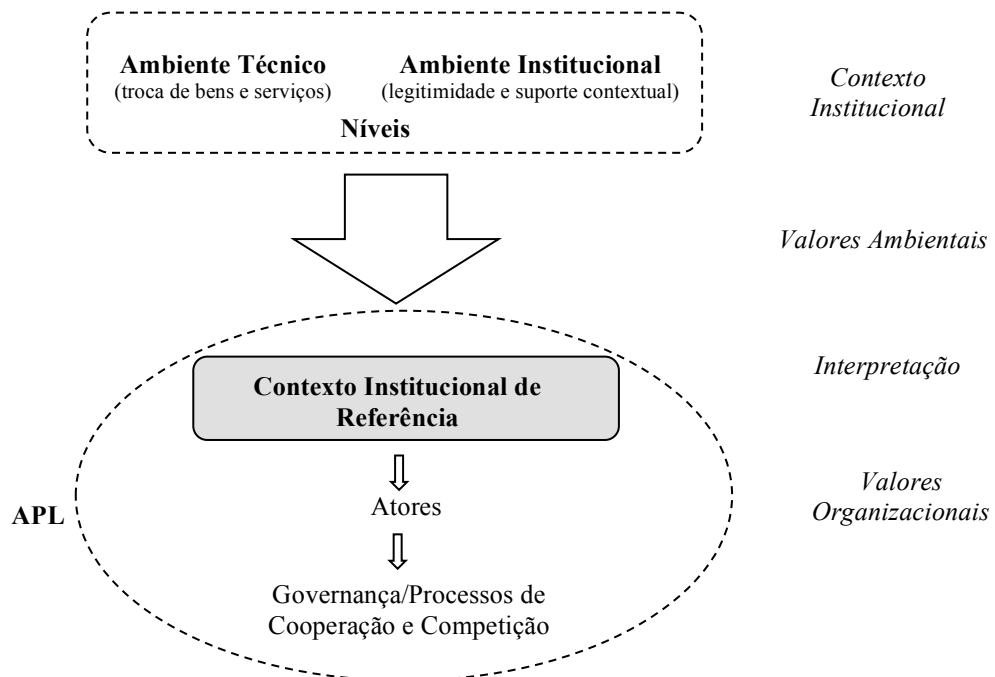 Ambiente Técnico
(troca de bens e serviços)
Ambiente Institucional
(legitimidade e suporte contextual)
Níveis
Contexto
Institucional
Valores Ambientais
Interpretação
Contexto Institucional de
Referência
Atores
Valores
Organizacionais
APL
Governança/Processos de
Cooperação e Competição